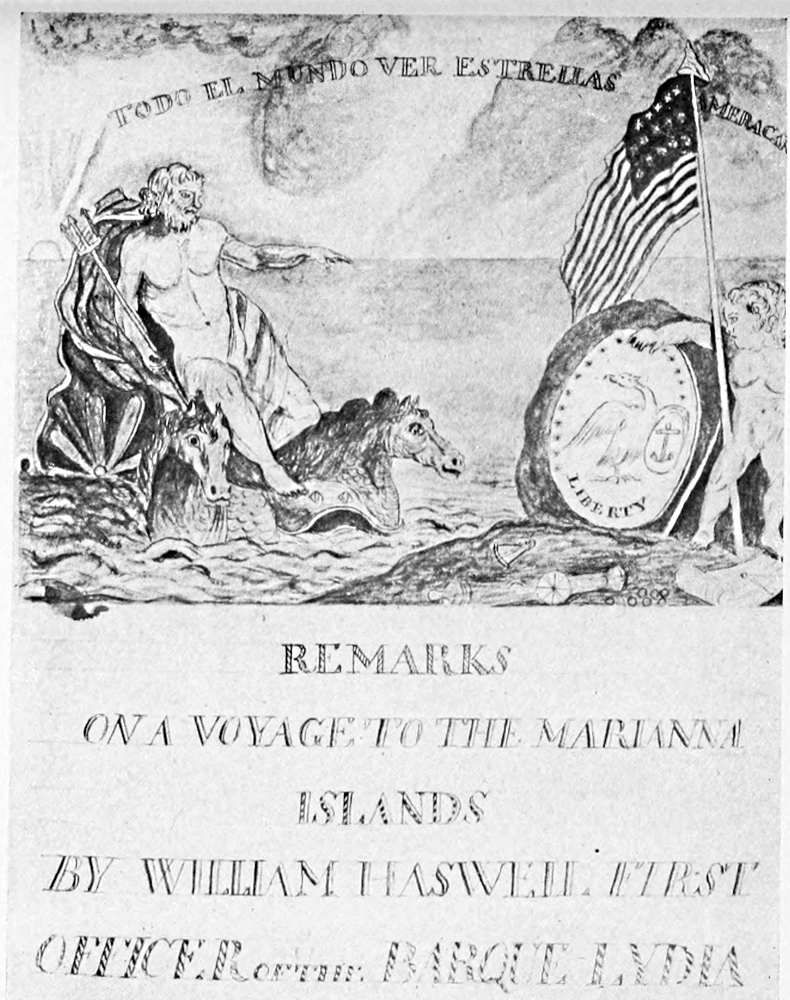 TODO EL MUNDO VER ESTRELLAS AMERACAN
LIBERTY
REMARKS
ON A VOYAGE TO THE MARIANNA
ISLANDS
BY WILLIAM HASWELL FIRST
OFFICER OF THE BARQUE LYDIA